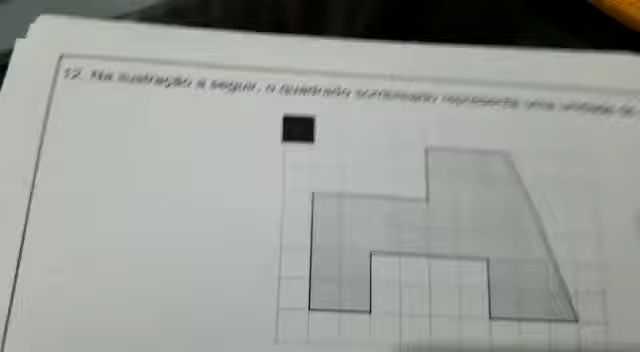 12. Na ilustração a seguir, o quadrado sombreado representa uma unidade de